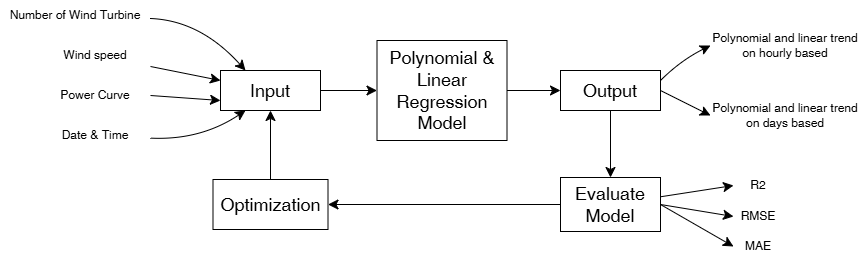 Number of Wind Turbine
Wind speed
Power Curve
Date & Time
Input
Polynomial &
Linear
Regression
Model
Output
Polynomial and linear trend
on hourly based
Polynomial and linear trend
on days based
Optimization
Evaluate
Model
R2
RMSE
MAE